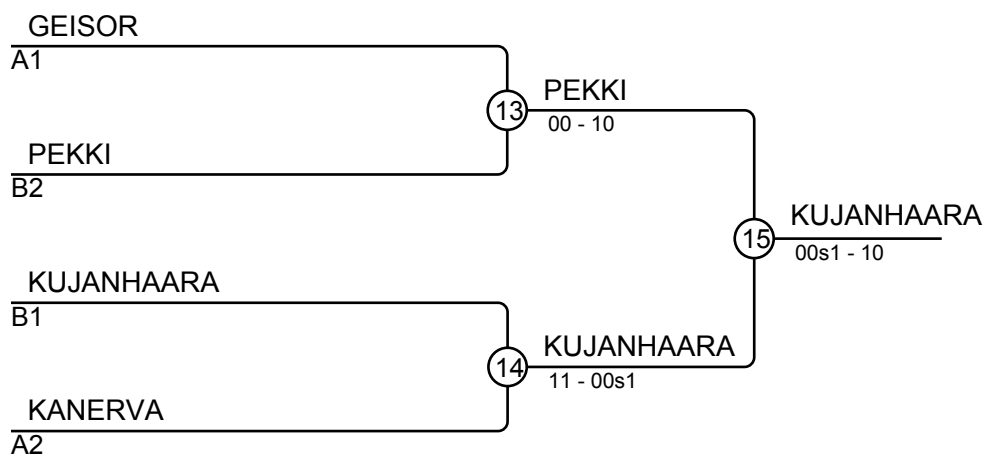 GEISOR
A1
13
PEKKI
00 - 10
PEKKI
B2
15
KUJANHAARA
00s1 - 10
KUJANHAARA
B1
14
KUJANHAARA
11 - 00s1
KANERVA
A2